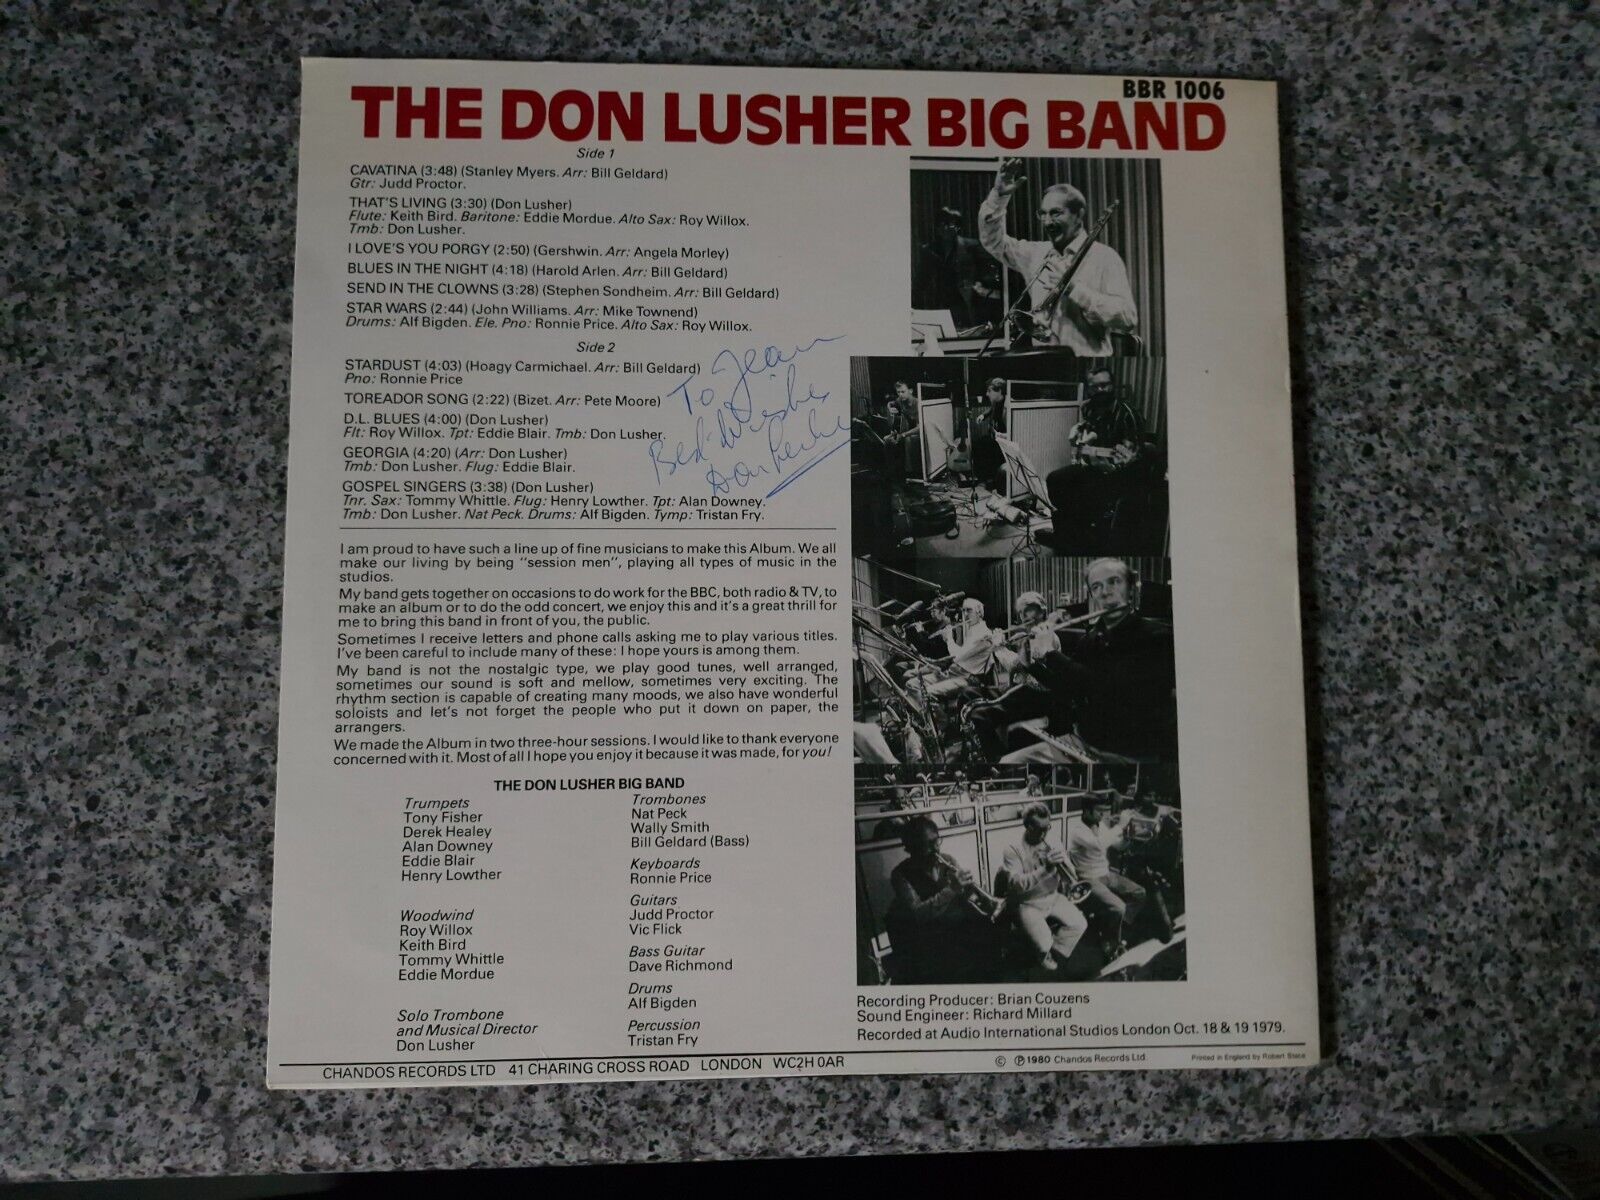 BBR 1006
THE DON LUSHER BIG BAND
Side 1
CAVATINA (3:48) (Stanley Myers. Arr: Bill Geldard)
Gtr: Judd Proctor.
THAT'S LIVING (3:30) (Don Lusher)
Flute: Keith Bird. Baritone: Eddie Mordue. Alto Sax: Roy Willox.
Tmb: Don Lusher.
I LOVE'S YOU PORGY (2:50) (Gershwin. Arr: Angela Morley)
BLUES IN THE NIGHT (4:18) (Harold Arlen. Arr: Bill Geldard)
SEND IN THE CLOWNS (3:28) (Stephen Sondheim. Arr: Bill Geldard)
STAR WARS (2:44) (John Williams. Arr: Mike Townend)
Drums: Alf Bigden. Ele. Pno: Ronnie Price. Alto Sax: Roy Willox.
Side 2
STARDUST (4:03) (Hoagy Carmichael. Arr: Bill Geldard)
Pno: Ronnie Price
TOREADOR SONG (2:22) (Bizet. Arr: Pete Moore)
D.L. BLUES (4:00) (Don Lusher)
Flt: Roy Willox. Tpt: Eddie Blair. Tmb: Don Lusher.
GEORGIA (4:20) (Arr: Don Lusher)
Tmb: Don Lusher. Flug: Eddie Blair.
GOSPEL SINGERS (3:38) (Don Lusher)
Tnr. Sax: Tommy Whittle. Flug: Henry Lowther. Tpt: Alan Downey.
Tmb: Don Lusher. Nat Peck. Drums: Alf Bigden. Tymp: Tristan Fry.
To Jean
Best Wishes
Don Lusher
I am proud to have such a line up of fine musicians to make this Album. We all
make our living by being "session men", playing all types of music in the
studios.
My band gets together on occasions to do work for the BBC, both radio & TV, to
make an album or to do the odd concert, we enjoy this and it's a great thrill for
me to bring this band in front of you, the public.
Sometimes I receive letters and phone calls asking me to play various titles.
I've been careful to include many of these: I hope yours is among them.
My band is not the nostalgic type, we play good tunes, well arranged,
sometimes our sound is soft and mellow, sometimes very exciting. The
rhythm section is capable of creating many moods, we also have wonderful
soloists and let's not forget the people who put it down on paper, the
arrangers.
We made the Album in two three-hour sessions. I would like to thank everyone
concerned with it. Most of all I hope you enjoy it because it was made, for you!
THE DON LUSHER BIG BAND
Trumpets
Tony Fisher
Derek Healey
Alan Downey
Eddie Blair
Henry Lowther
Woodwind
Roy Willox
Keith Bird
Tommy Whittle
Eddie Mordue
Solo Trombone
and Musical Director
Don Lusher
Trombones
Nat Peck
Wally Smith
Bill Geldard (Bass)
Keyboards
Ronnie Price
Guitars
Judd Proctor
Vic Flick
Bass Guitar
Dave Richmond
Drums
Alf Bigden
Percussion
Tristan Fry
Recording Producer: Brian Couzens
Sound Engineer: Richard Millard
Recorded at Audio International Studios London Oct. 18 & 19 1979.
CHANDOS RECORDS LTD 41 CHARING CROSS ROAD LONDON WC2H 0AR
© ℗ 1980 Chandos Records Ltd
Printed in England by Robert Stace